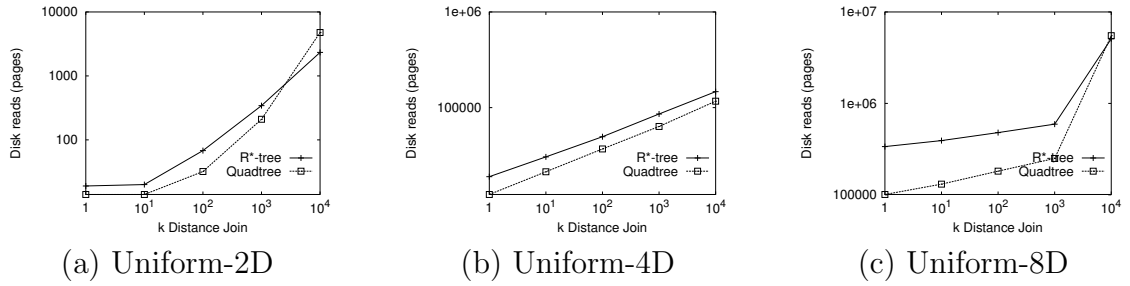 10000
1000
100
Disk reads (pages)
R*-tree
Quadtree
1 10^1 10^2 10^3 10^4
k Distance Join
(a) Uniform-2D
1e+06
100000
Disk reads (pages)
R*-tree
Quadtree
1 10^1 10^2 10^3 10^4
k Distance Join
(b) Uniform-4D
1e+07
1e+06
100000
Disk reads (pages)
R*-tree
Quadtree
1 10^1 10^2 10^3 10^4
k Distance Join
(c) Uniform-8D